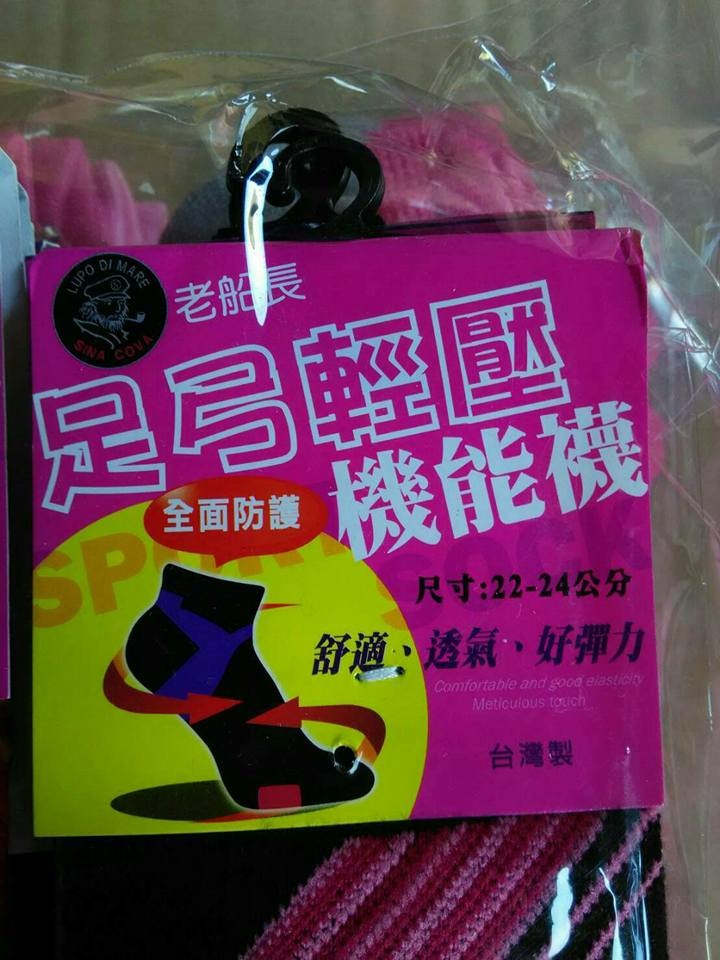 LUPO DI MARE
SINA COVA
老船長
足弓輕壓
機能襪
全面防護
SPORT SOCK
尺寸:22-24公分
舒適、透氣、好彈力
Comfortable and good elasticity
Meticulous touch
台灣製